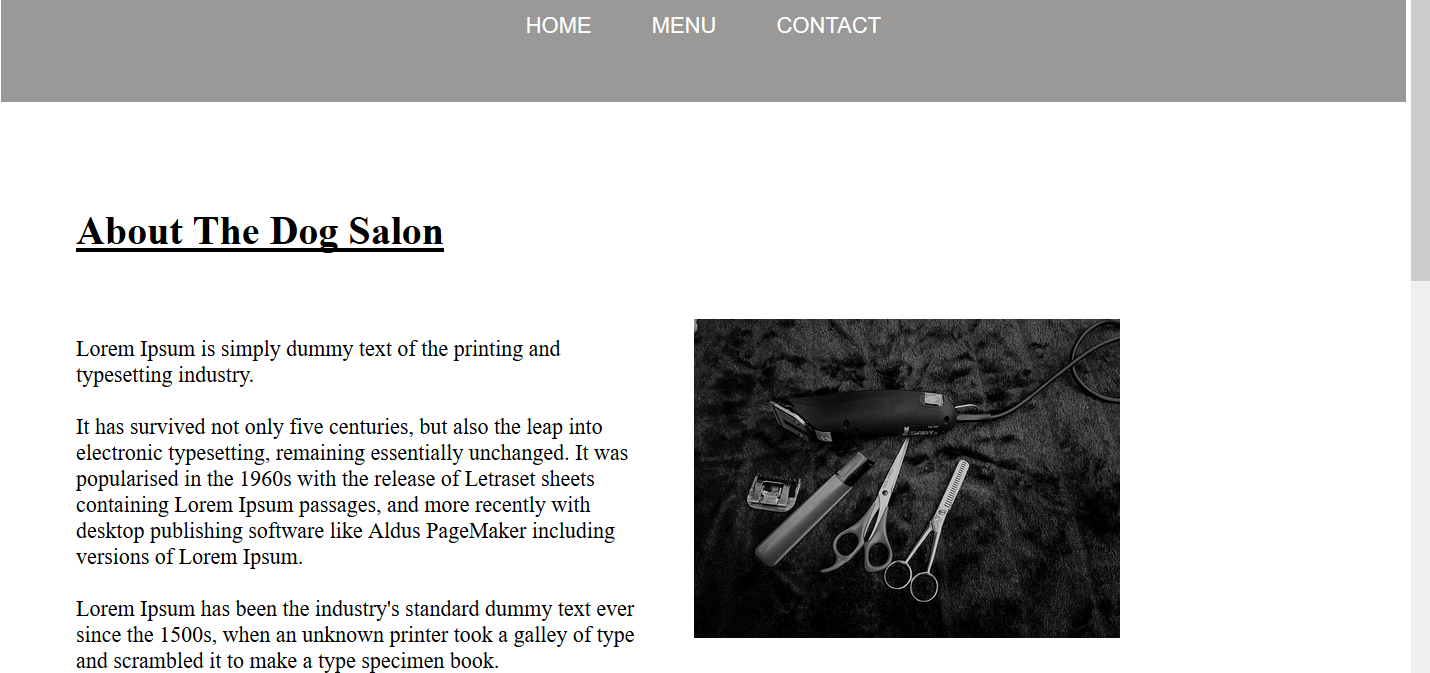 HOME MENU CONTACT
About The Dog Salon
Lorem Ipsum is simply dummy text of the printing and
typesetting industry.
It has survived not only five centuries, but also the leap into
electronic typesetting, remaining essentially unchanged. It was
popularised in the 1960s with the release of Letraset sheets
containing Lorem Ipsum passages, and more recently with
desktop publishing software like Aldus PageMaker including
versions of Lorem Ipsum.
Lorem Ipsum has been the industry's standard dummy text ever
since the 1500s, when an unknown printer took a galley of type
and scrambled it to make a type specimen book.